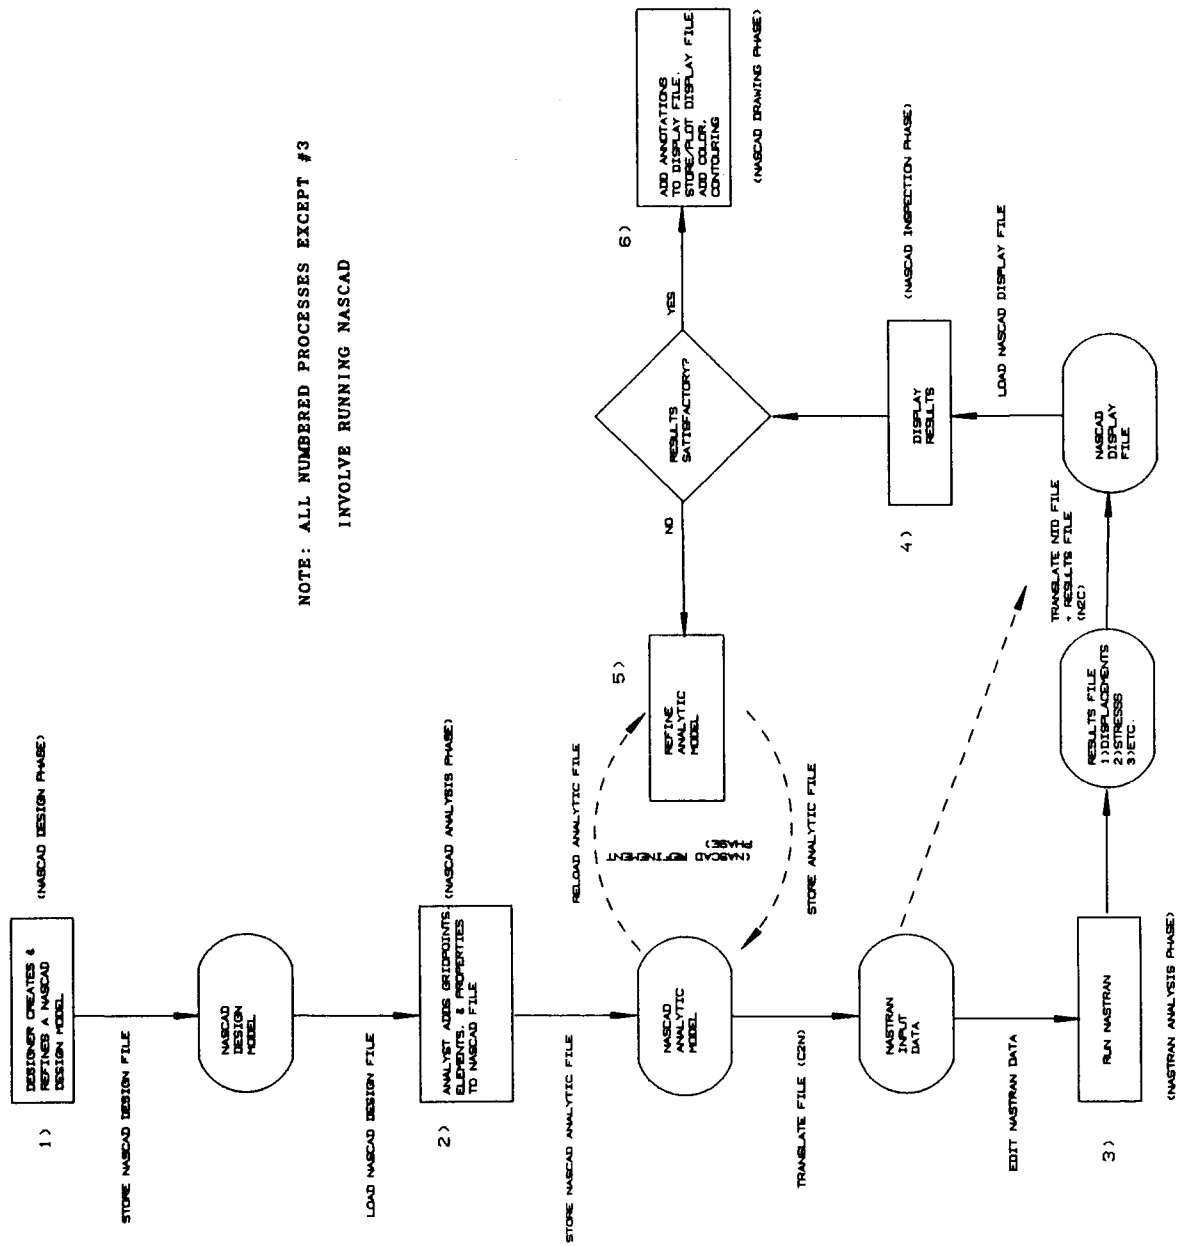 NOTE: ALL NUMBERED PROCESSES EXCEPT #3
INVOLVE RUNNING NASCAD
1)
DESIGNER CREATES &
REFINES A NASCAD
DESIGN MODEL
(NASCAD DESIGN PHASE)
STORE NASCAD DESIGN FILE
NASCAD
DESIGN
MODEL
LOAD NASCAD DESIGN FILE
2)
ANALYST ADDS GRIDPOINTS,
ELEMENTS, & PROPERTIES
TO NASCAD FILE
(NASCAD ANALYSIS PHASE)
STORE NASCAD ANALYTIC FILE
NASCAD
ANALYTIC
MODEL
RELOAD ANALYTIC FILE
(NASCAD REFINEMENT
PHASE)
STORE ANALYTIC FILE
5)
REFINE
ANALYTIC
MODEL
NO
RESULTS
SATISFACTORY?
YES
6)
ADD ANNOTATIONS
TO DISPLAY FILE.
STORE/PLOT DISPLAY FILE
ADD COLOR,
CONTOURING
(NASCAD DRAWING PHASE)
TRANSLATE FILE (C2N)
NASTRAN
INPUT
DATA
EDIT NASTRAN DATA
3)
RUN NASTRAN
(NASTRAN ANALYSIS PHASE)
RESULTS FILE
1)DISPLACEMENTS
2)STRESSS
3)ETC.
TRANSLATE NID FILE
+ RESULTS FILE
(N2C)
NASCAD
DISPLAY
FILE
LOAD NASCAD DISPLAY FILE
4)
DISPLAY
RESULTS
(NASCAD INSPECTION PHASE)